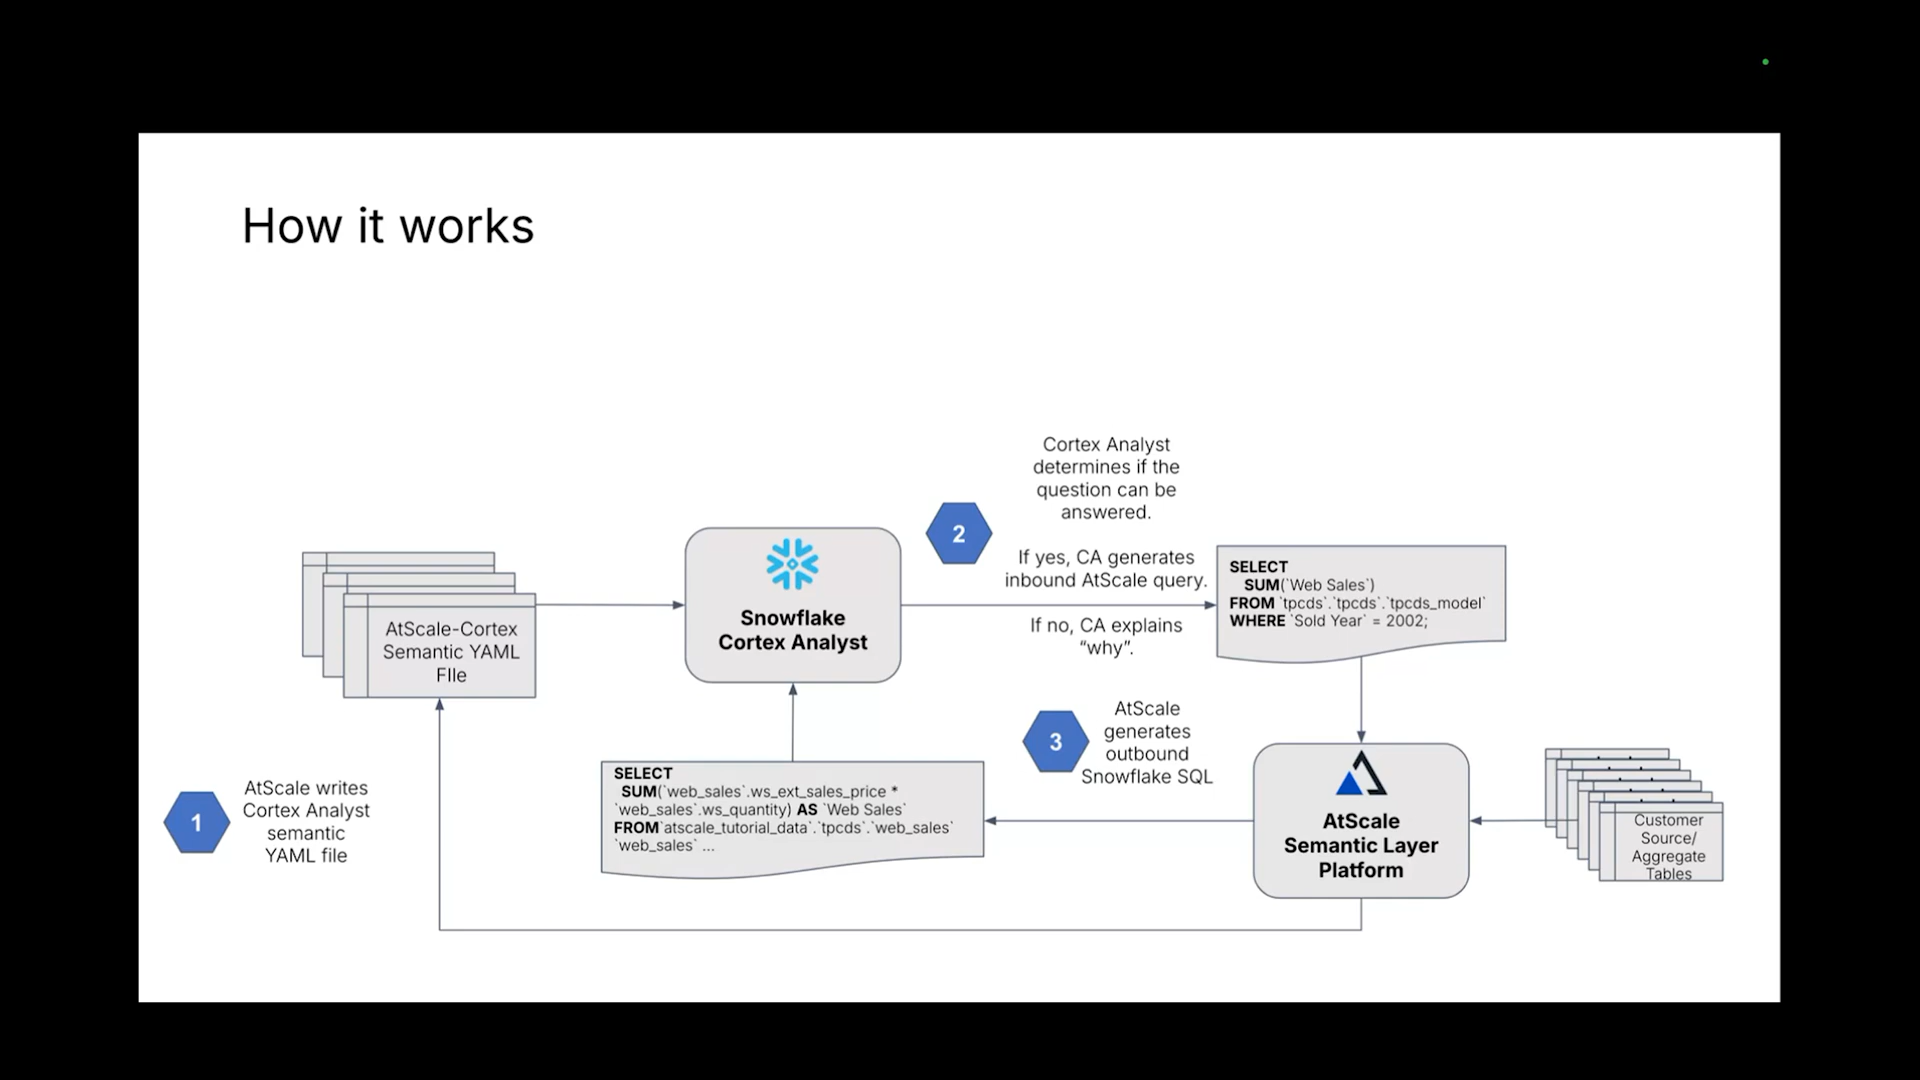 How it works
Cortex Analyst
determines if the
question can be
answered.
2
If yes, CA generates
inbound AtScale query.
If no, CA explains
“why”.
SELECT
SUM(`Web Sales`)
FROM `tpcds`.`tpcds`.`tpcds_model`
WHERE `Sold Year` = 2002;
Snowflake
Cortex Analyst
AtScale-Cortex
Semantic YAML
FIle
3
AtScale
generates
outbound
Snowflake SQL
SELECT
SUM(`web_sales`.ws_ext_sales_price *
`web_sales`.ws_quantity) AS `Web Sales`
FROM`atscale_tutorial_data`.`tpcds`.`web_sales`
`web_sales` ...
1
AtScale writes
Cortex Analyst
semantic
YAML file
AtScale
Semantic Layer
Platform
Customer
Source/
Aggregate
Tables